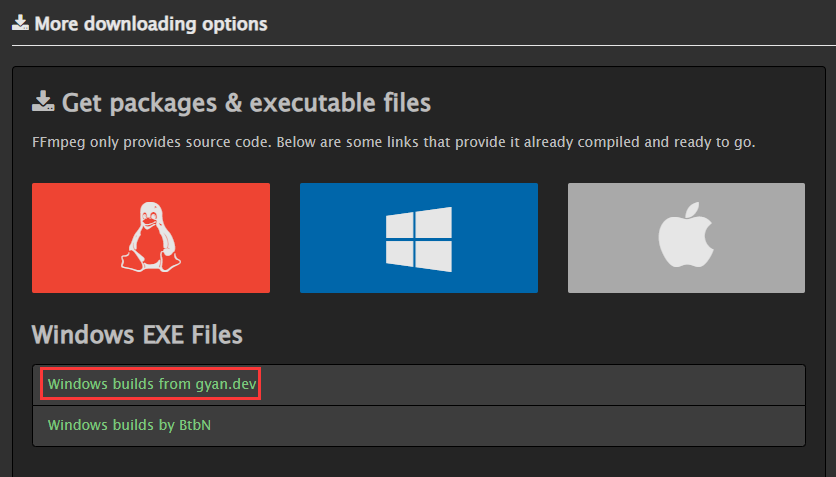 More downloading options
Get packages & executable files
FFmpeg only provides source code. Below are some links that provide it already compiled and ready to go.
Windows EXE Files
Windows builds from gyan.dev
Windows builds by BtbN